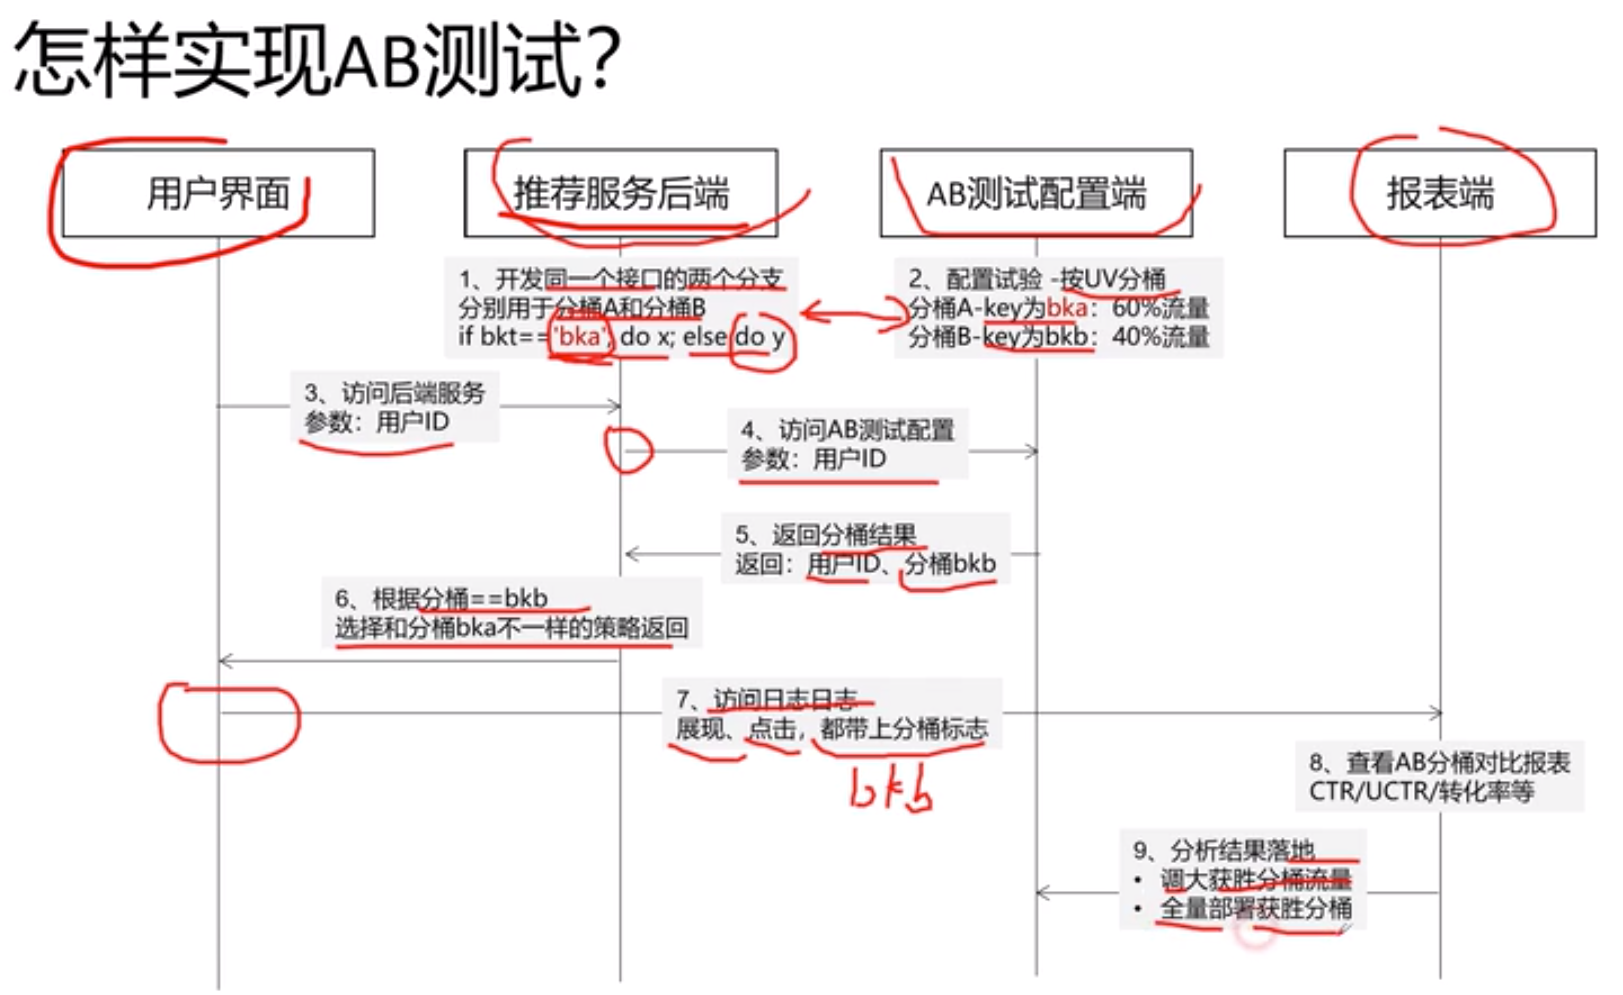 怎样实现AB测试？
用户界面
推荐服务后端
AB测试配置端
报表端
1、开发同一个接口的两个分支
分别用于分桶A和分桶B
if bkt=='bka', do x; else do y
2、配置试验 -按UV分桶
分桶A-key为bka：60%流量
分桶B-key为bkb：40%流量
3、访问后端服务
参数：用户ID
4、访问AB测试配置
参数：用户ID
5、返回分桶结果
返回：用户ID、分桶bkb
6、根据分桶==bkb
选择和分桶bka不一样的策略返回
7、访问日志日志
展现、点击，都带上分桶标志
bkb
8、查看AB分桶对比报表
CTR/UCTR/转化率等
9、分析结果落地
• 调大获胜分桶流量
• 全量部署获胜分桶